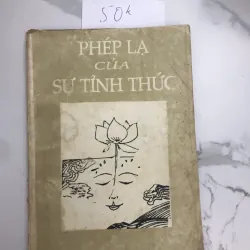 50k
PHÉP LẠ
CỦA
SỰ TỈNH THỨC